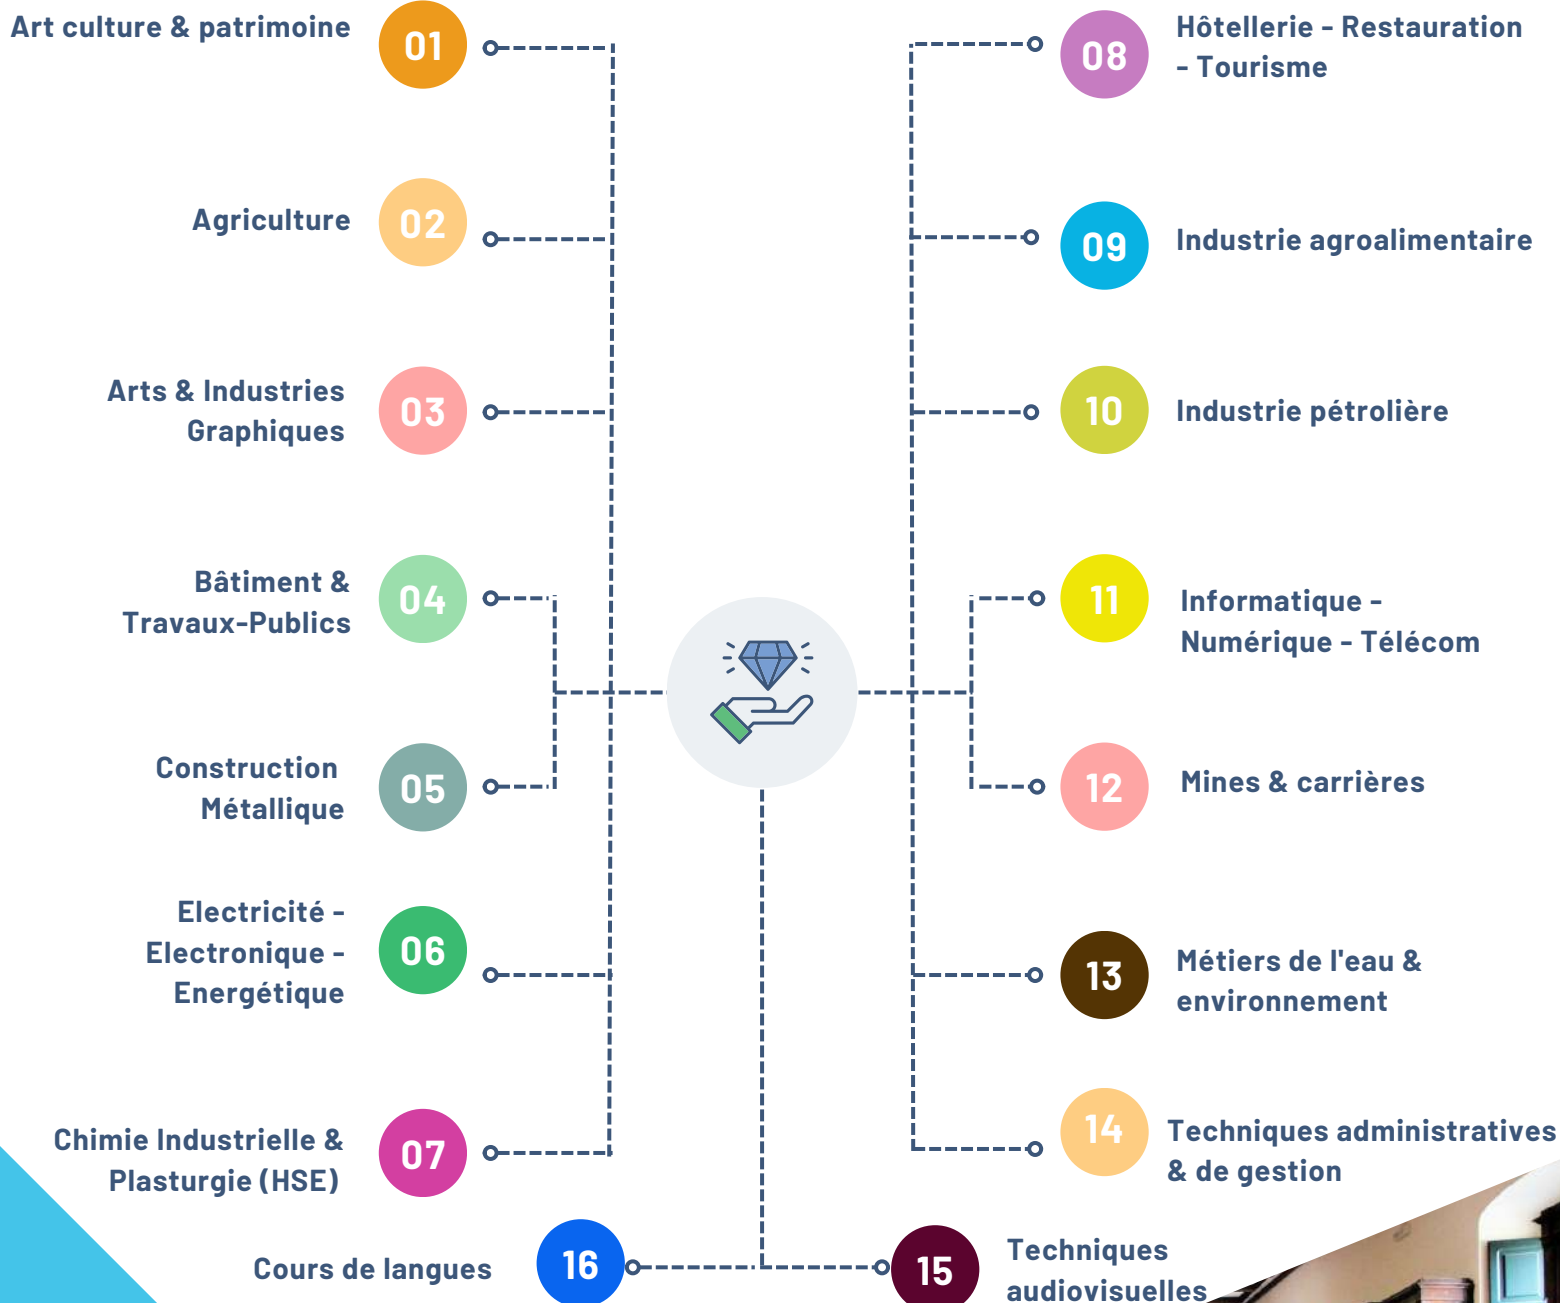 Art culture & patrimoine
01
Agriculture
02
Arts & Industries
Graphiques
03
Bâtiment &
Travaux-Publics
04
Construction
Métallique
05
Electricité -
Electronique -
Energétique
06
Chimie Industrielle &
Plasturgie (HSE)
07
08
Hôtellerie - Restauration
- Tourisme
09
Industrie agroalimentaire
10
Industrie pétrolière
11
Informatique -
Numérique - Télécom
12
Mines & carrières
13
Métiers de l'eau &
environnement
14
Techniques administratives
& de gestion
15
Techniques
audiovisuelles
Cours de langues
16